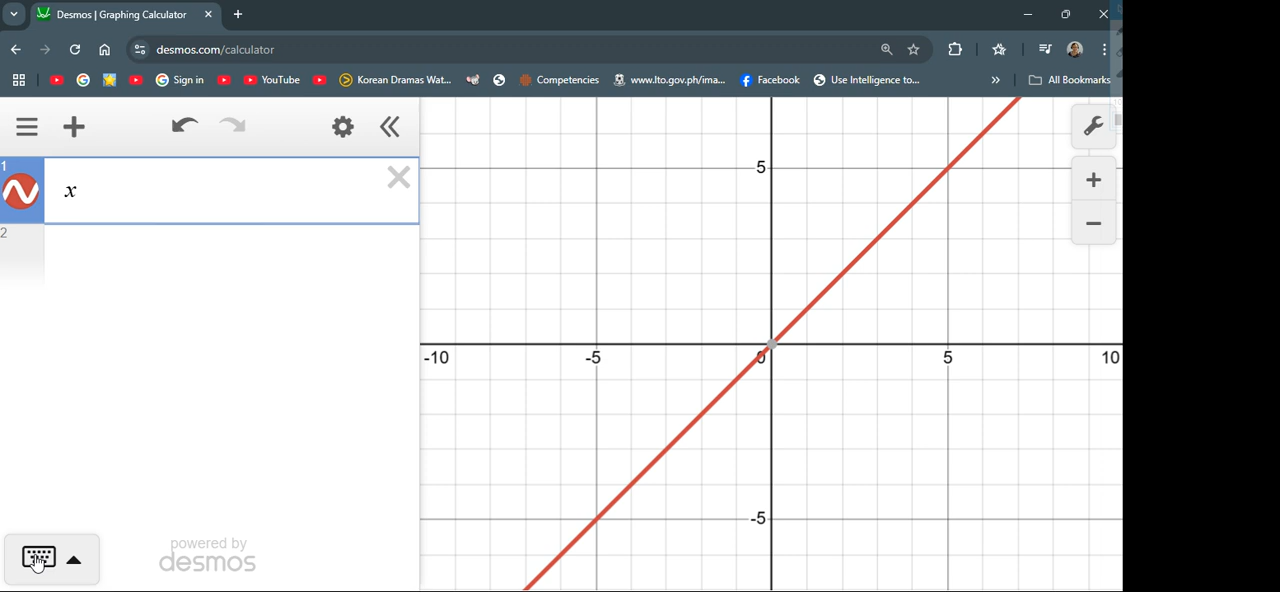 Desmos | Graphing Calculator
desmos.com/calculator
Sign in
YouTube
Korean Dramas Wat...
Competencies
www.lto.gov.ph/ima...
Facebook
Use Intelligence to...
»
All Bookmarks
1
x
2
5
-10
-5
0
5
10
-5
powered by
desmos